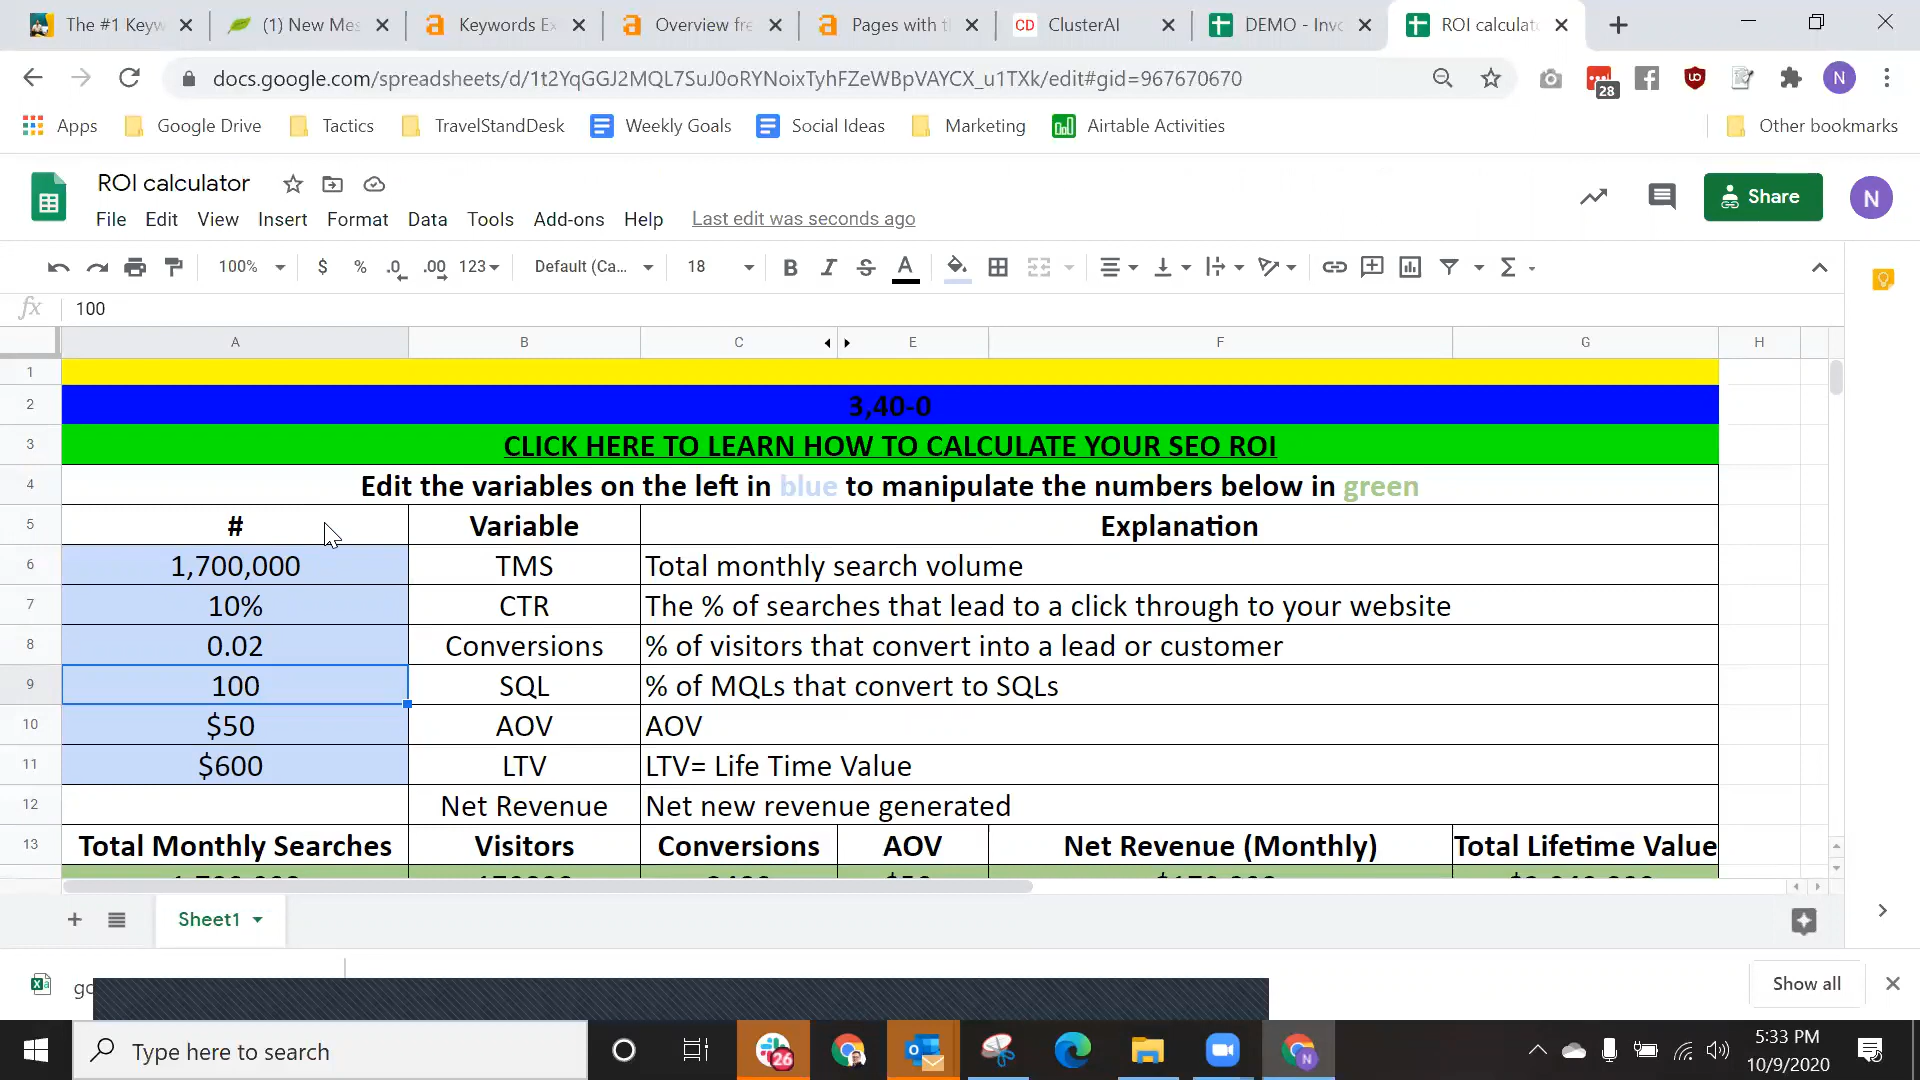 The #1 Keyw
(1) New Mes
Keywords Ex
Overview fre
Pages with t
CD ClusterAI
DEMO - Invo
ROI calculat
docs.google.com/spreadsheets/d/1t2YqGGJ2MQL7SuJ0oRYNoixTyhFZeWBpVAYCX_u1TXk/edit#gid=967670670
28
N
Apps
Google Drive
Tactics
TravelStandDesk
Weekly Goals
Social Ideas
Marketing
Airtable Activities
Other bookmarks
ROI calculator
File Edit View Insert Format Data Tools Add-ons Help Last edit was seconds ago
Share
N
100% $ % .0 .00 123 Default (Ca... 18 B I S A Σ
fx 100
A B C E F G H
1
2 3,40-0
3 CLICK HERE TO LEARN HOW TO CALCULATE YOUR SEO ROI
4 Edit the variables on the left in blue to manipulate the numbers below in green
5 # Variable Explanation
6 1,700,000 TMS Total monthly search volume
7 10% CTR The % of searches that lead to a click through to your website
8 0.02 Conversions % of visitors that convert into a lead or customer
9 100 SQL % of MQLs that convert to SQLs
10 $50 AOV AOV
11 $600 LTV LTV= Life Time Value
12 Net Revenue Net new revenue generated
13 Total Monthly Searches Visitors Conversions AOV Net Revenue (Monthly) Total Lifetime Value
Sheet1
Show all
Type here to search
26
5:33 PM
10/9/2020